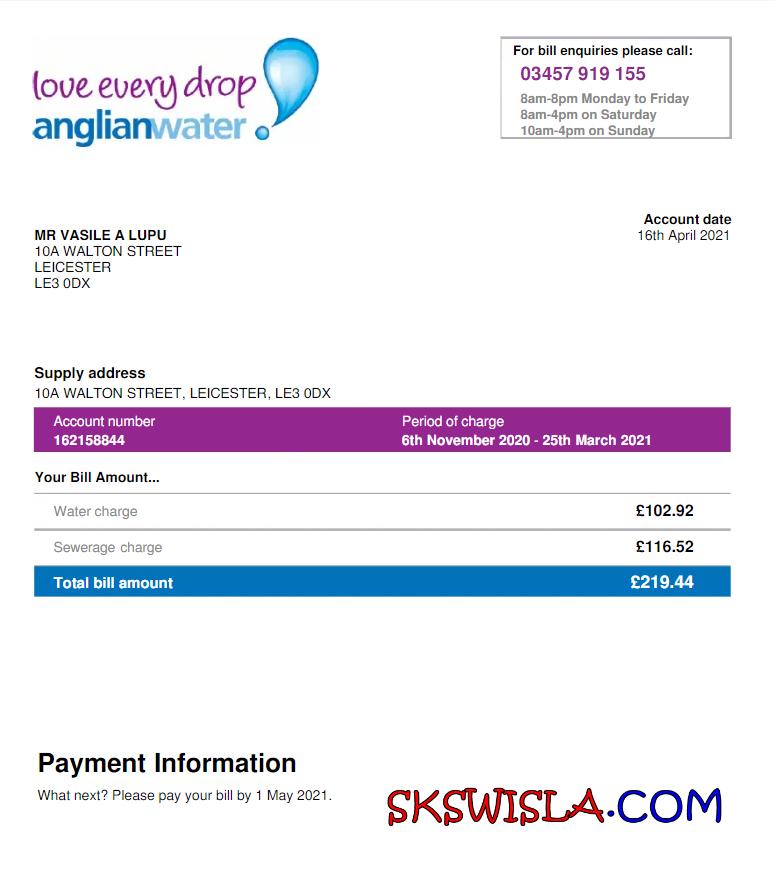 love every drop
anglianwater
For bill enquiries please call:
03457 919 155
8am-8pm Monday to Friday
8am-4pm on Saturday
10am-4pm on Sunday
Account date
16th April 2021
MR VASILE A LUPU
10A WALTON STREET
LEICESTER
LE3 0DX
Supply address
10A WALTON STREET, LEICESTER, LE3 0DX
Account number Period of charge
162158844 6th November 2020 - 25th March 2021
Your Bill Amount...
Water charge £102.92
Sewerage charge £116.52
Total bill amount £219.44
Payment Information
What next? Please pay your bill by 1 May 2021.
SKSWISLA.COM